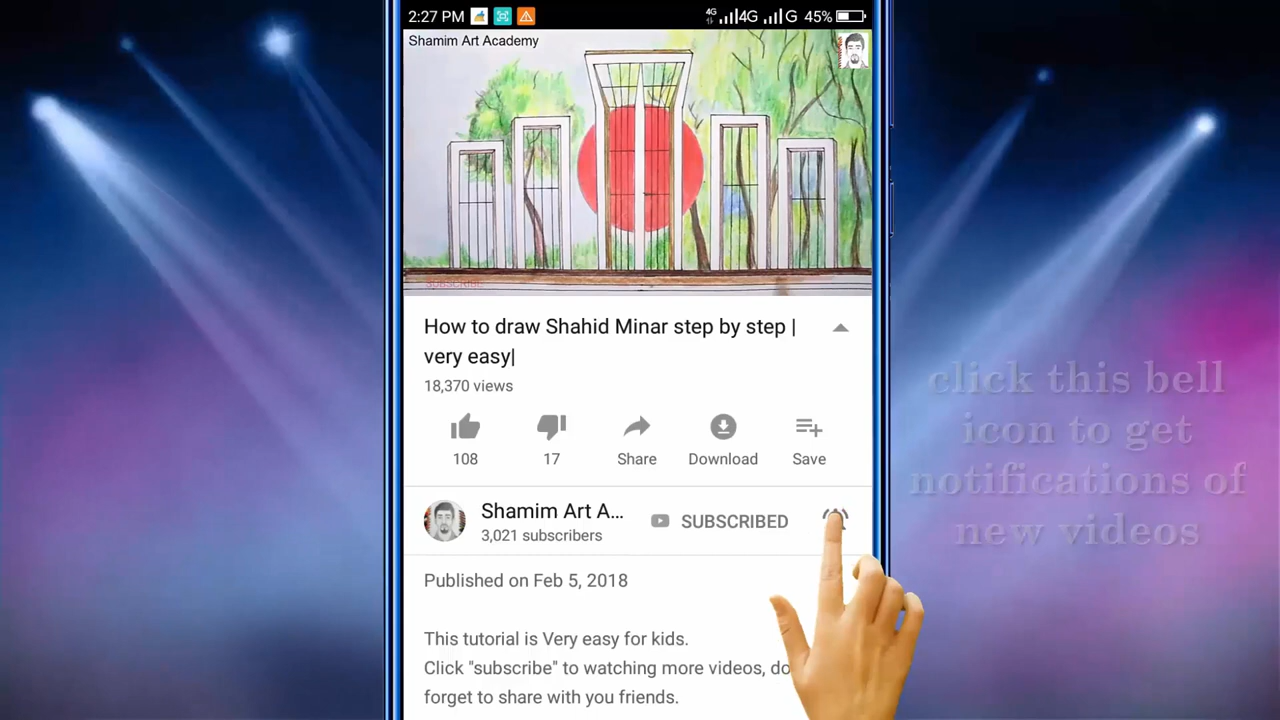 2:27 PM 4G 4G G 45%
Shamim Art Academy
SUBSCRIBE
How to draw Shahid Minar step by step |
very easy|
18,370 views
108 17 Share Download Save
Shamim Art A... SUBSCRIBED
3,021 subscribers
Published on Feb 5, 2018
This tutorial is Very easy for kids.
Click "subscribe" to watching more videos, do
forget to share with you friends.
click this bell
icon to get
notifications of
new videos